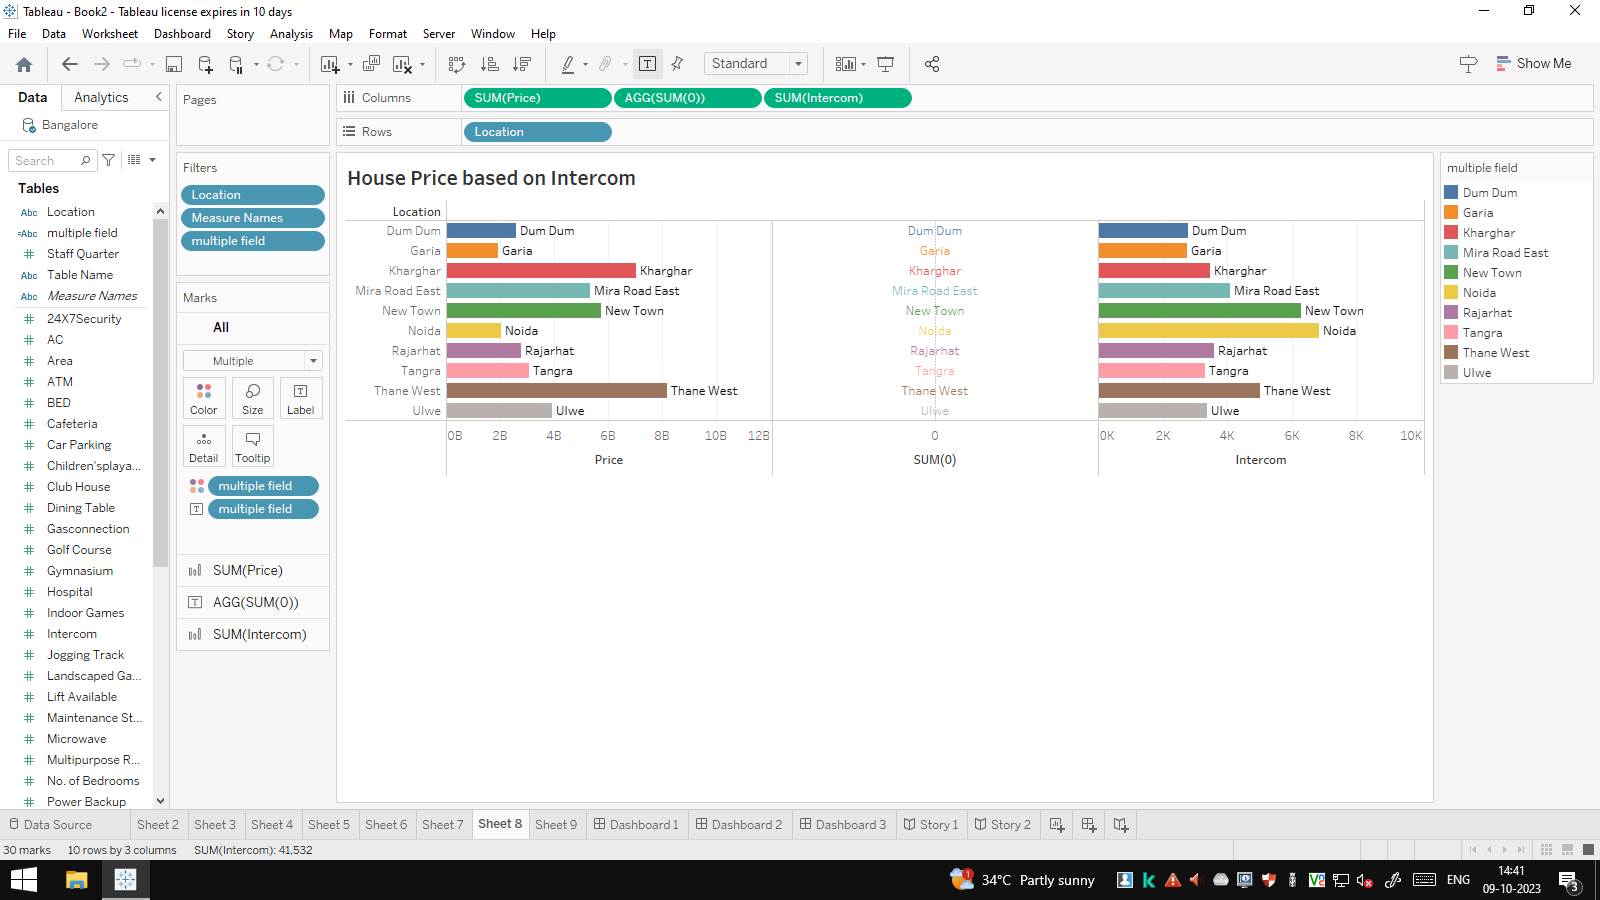 Tableau - Book2 - Tableau license expires in 10 days
File Data Worksheet Dashboard Story Analysis Map Format Server Window Help
Standard
Show Me
Data Analytics
Bangalore
Search
Tables
Abc Location
=Abc multiple field
# Staff Quarter
Abc Table Name
Abc Measure Names
# 24X7Security
# AC
# Area
# ATM
# BED
# Cafeteria
# Car Parking
# Children'splaya...
# Club House
# Dining Table
# Gasconnection
# Golf Course
# Gymnasium
# Hospital
# Indoor Games
# Intercom
# Jogging Track
# Landscaped Ga...
# Lift Available
# Maintenance St...
# Microwave
# Multipurpose R...
# No. of Bedrooms
# Power Backup
Pages
Filters
Location
Measure Names
multiple field
Marks
All
Multiple
Color Size Label
Detail Tooltip
multiple field
multiple field
SUM(Price)
AGG(SUM(0))
SUM(Intercom)
Columns SUM(Price) AGG(SUM(0)) SUM(Intercom)
Rows Location
House Price based on Intercom
Location
Dum Dum Dum Dum Dum Dum Dum Dum
Garia Garia Garia Garia
Kharghar Kharghar Kharghar Kharghar
Mira Road East Mira Road East Mira Road East Mira Road East
New Town New Town New Town New Town
Noida Noida Noida Noida
Rajarhat Rajarhat Rajarhat Rajarhat
Tangra Tangra Tangra Tangra
Thane West Thane West Thane West Thane West
Ulwe Ulwe Ulwe Ulwe
0B 2B 4B 6B 8B 10B 12B 0 0K 2K 4K 6K 8K 10K
Price SUM(0) Intercom
multiple field
Dum Dum
Garia
Kharghar
Mira Road East
New Town
Noida
Rajarhat
Tangra
Thane West
Ulwe
Data Source Sheet 2 Sheet 3 Sheet 4 Sheet 5 Sheet 6 Sheet 7 Sheet 8 Sheet 9 Dashboard 1 Dashboard 2 Dashboard 3 Story 1 Story 2
30 marks 10 rows by 3 columns SUM(Intercom): 41,532
1 34°C Partly sunny ENG 14:41
09-10-2023
3